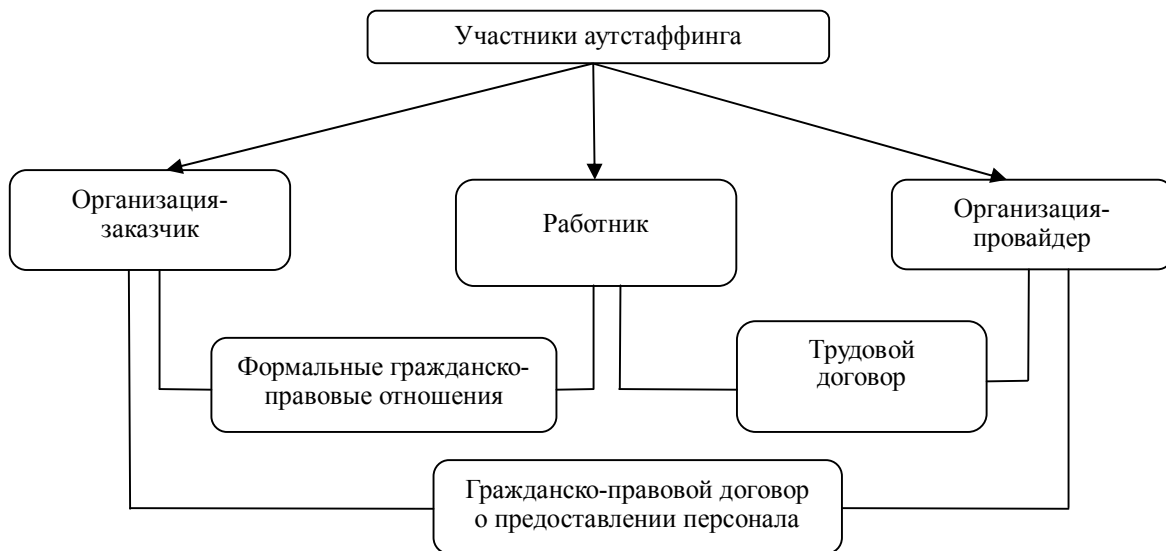 Участники аутстаффинга
Организация-
заказчик
Работник
Организация-
провайдер
Формальные гражданско-
правовые отношения
Трудовой
договор
Гражданско-правовой договор
о предоставлении персонала